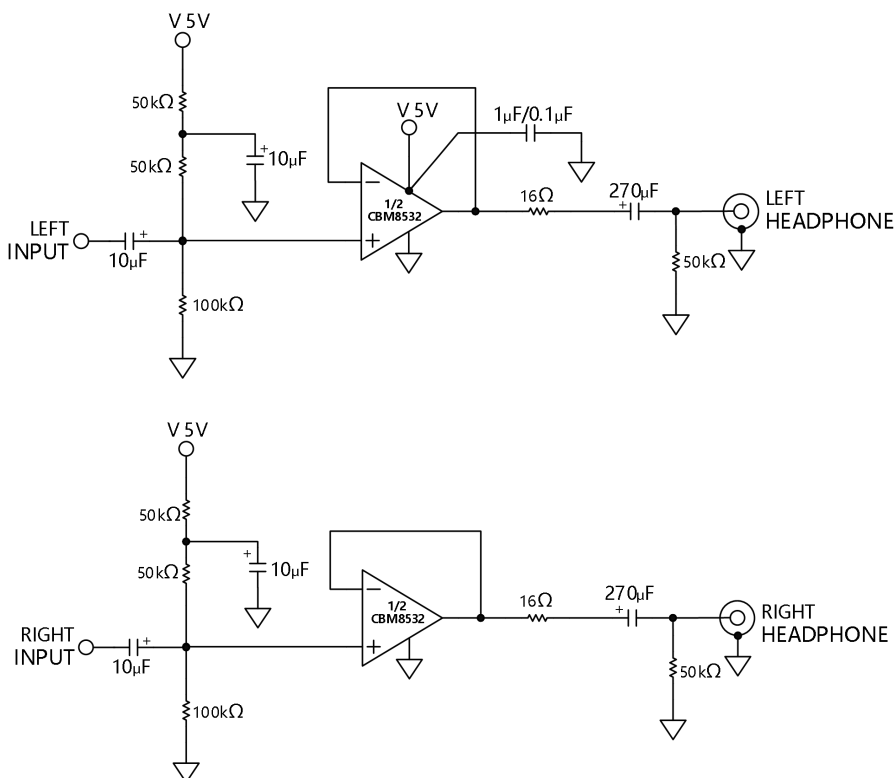 V 5V
50kΩ
+
10µF
50kΩ
V 5V
1µF/0.1µF
−
1/2
CBM8532
+
LEFT
INPUT
+
10µF
100kΩ
16Ω
270µF
+
LEFT
HEADPHONE
50kΩ
V 5V
50kΩ
+
10µF
50kΩ
−
1/2
CBM8532
+
RIGHT
INPUT
+
10µF
100kΩ
16Ω
270µF
+
RIGHT
HEADPHONE
50kΩ